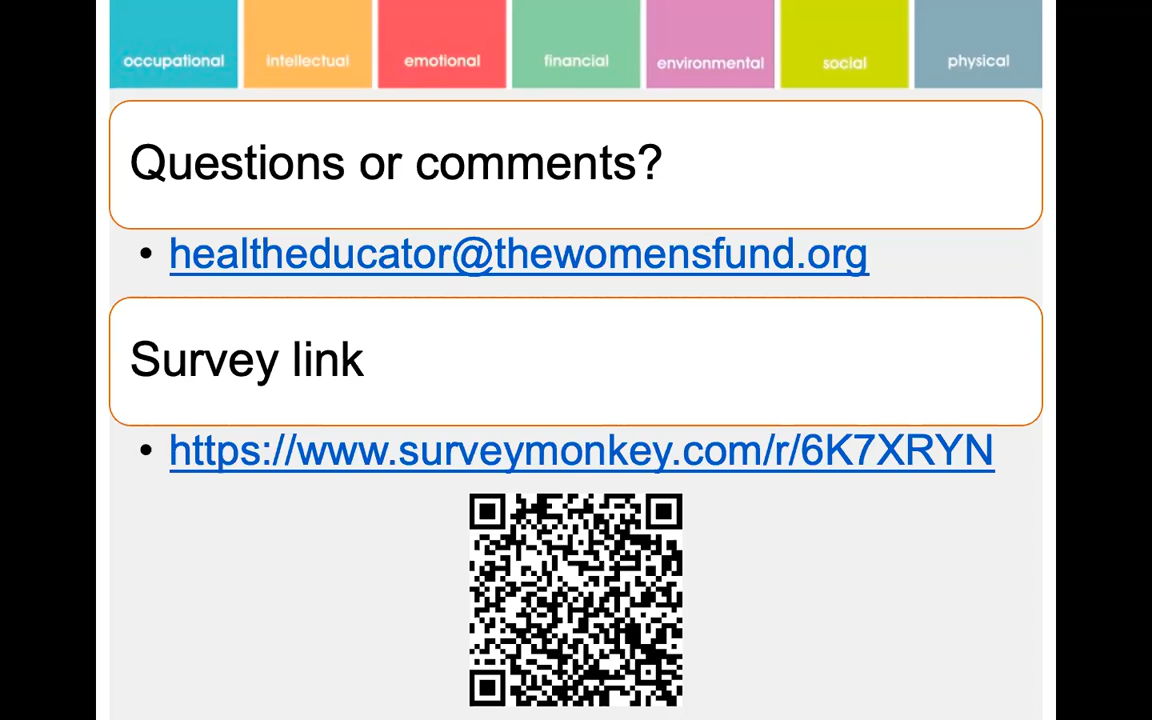 occupational intellectual emotional financial environmental social physical
Questions or comments?
• healtheducator@thewomensfund.org
Survey link
• https://www.surveymonkey.com/r/6K7XRYN